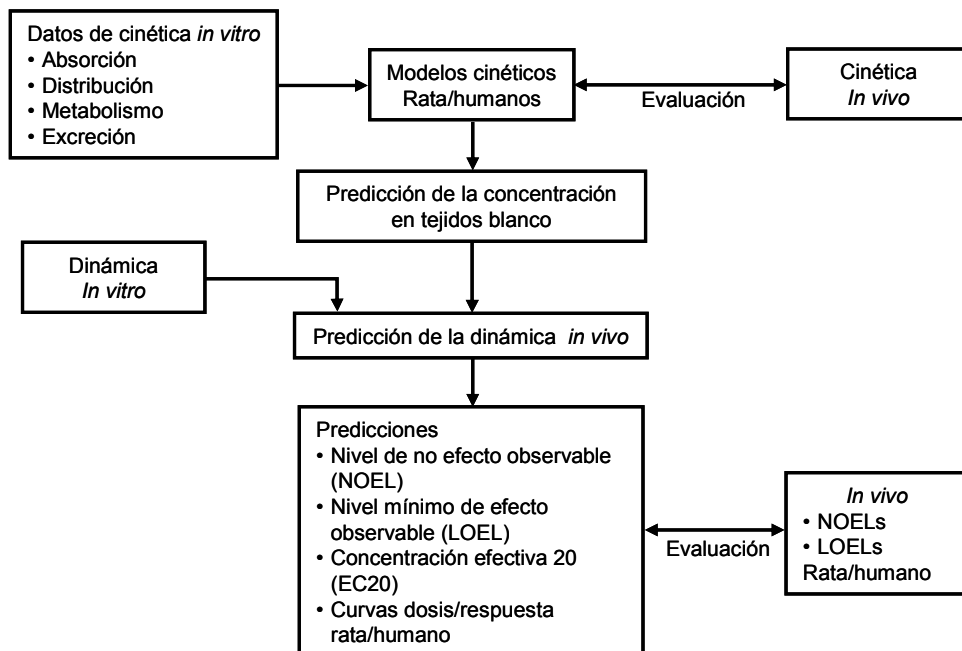 Datos de cinética in vitro
• Absorción
• Distribución
• Metabolismo
• Excreción
Modelos cinéticos
Rata/humanos
Evaluación
Cinética
In vivo
Predicción de la concentración
en tejidos blanco
Dinámica
In vitro
Predicción de la dinámica in vivo
Predicciones
• Nivel de no efecto observable
(NOEL)
• Nivel mínimo de efecto
observable (LOEL)
• Concentración efectiva 20
(EC20)
• Curvas dosis/respuesta
rata/humano
Evaluación
In vivo
• NOELs
• LOELs
Rata/humano